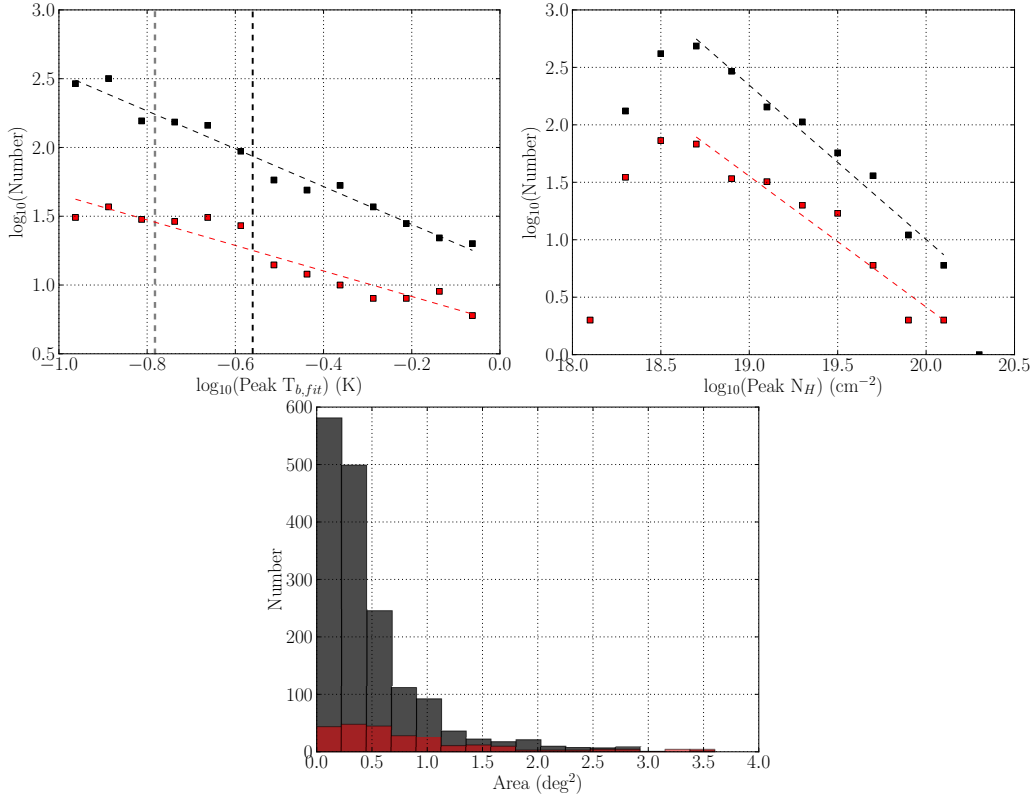 3.0
2.5
2.0
1.5
1.0
0.5
log₁₀(Number)
−1.0 −0.8 −0.6 −0.4 −0.2 0.0
log₁₀(Peak T_{b,fit}) (K)
3.0
2.5
2.0
1.5
1.0
0.5
0.0
log₁₀(Number)
18.0 18.5 19.0 19.5 20.0 20.5
log₁₀(Peak N_H) (cm⁻²)
600
500
400
300
200
100
0
Number
0.0 0.5 1.0 1.5 2.0 2.5 3.0 3.5 4.0
Area (deg²)